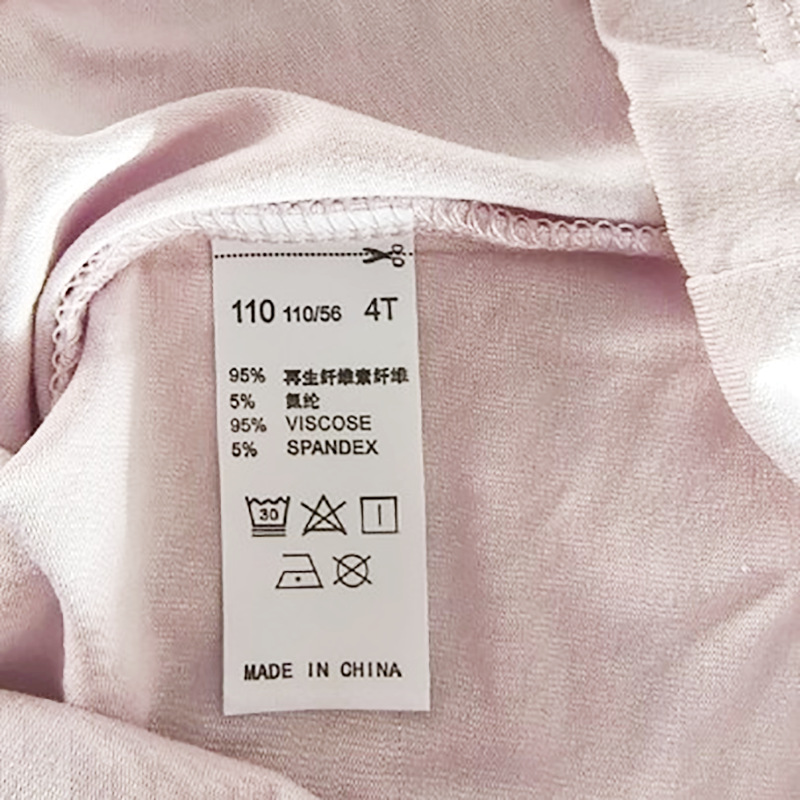 110 110/56 4T
95% 再生纤维素纤维
5% 氨纶
95% VISCOSE
5% SPANDEX
30
MADE IN CHINA